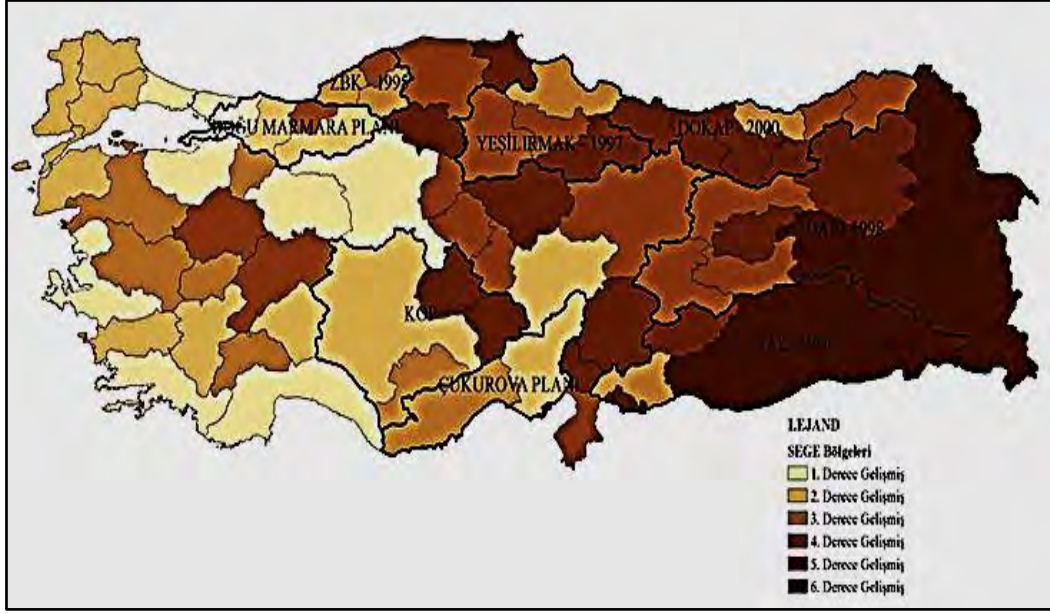 ZBK - 1995
DOĞU MARMARA PLANI
YEŞİLIRMAK - 1997
DOKAP - 2000
KOP
ÇUKUROVA PLANI
LEJAND
SEGE Bölgeleri
1. Derece Gelişmiş
2. Derece Gelişmiş
3. Derece Gelişmiş
4. Derece Gelişmiş
5. Derece Gelişmiş
6. Derece Gelişmiş